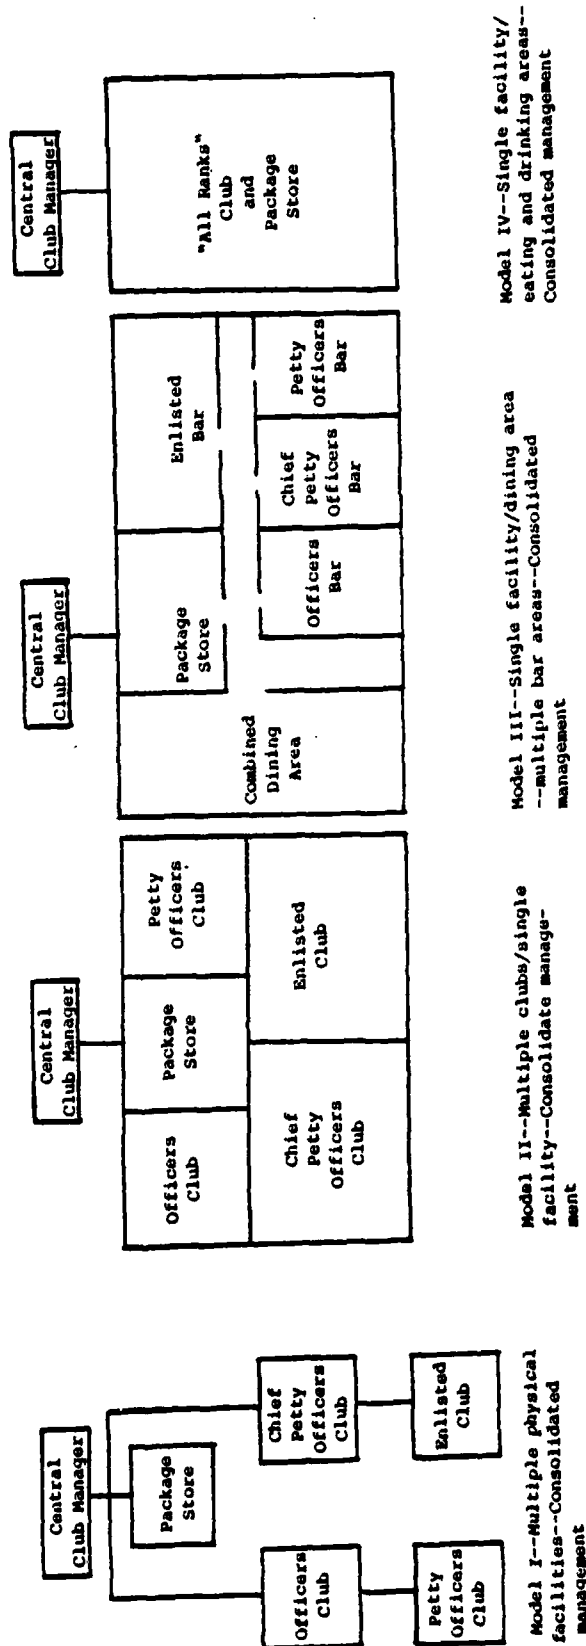 Central
Club Manager
Package
Store
Officers
Club
Chief
Petty
Officers
Club
Petty
Officers
Club
Enlisted
Club
Model I--Multiple physical
facilities--Consolidated
management
Central
Club Manager
Officers
Club
Package
Store
Petty
Officers
Club
Chief
Petty
Officers
Club
Enlisted
Club
Model II--Multiple clubs/single
facility--Consolidate manage-
ment
Central
Club Manager
Combined
Dining
Area
Package
Store
Enlisted
Bar
Officers
Bar
Chief
Petty
Officers
Bar
Petty
Officers
Bar
Model III--Single facility/dining area
--multiple bar areas--Consolidated
management
Central
Club Manager
"All Ranks"
Club
and
Package
Store
Model IV--Single facility/
eating and drinking areas--
Consolidated management